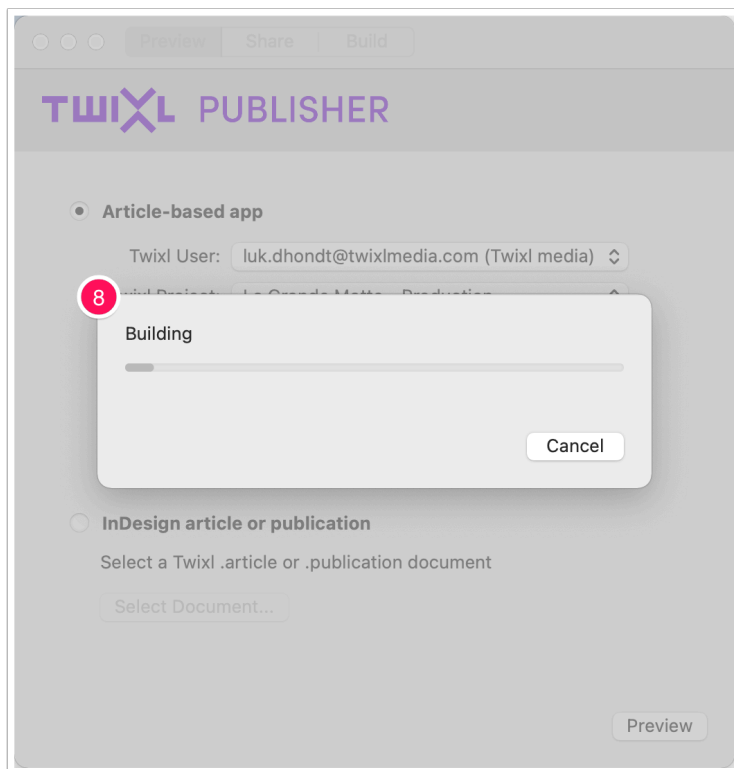 Preview Share Build
TWIXL PUBLISHER
Article-based app
Twixl User: luk.dhondt@twixlmedia.com (Twixl media)
8
Building
Cancel
InDesign article or publication
Select a Twixl .article or .publication document
Select Document...
Preview